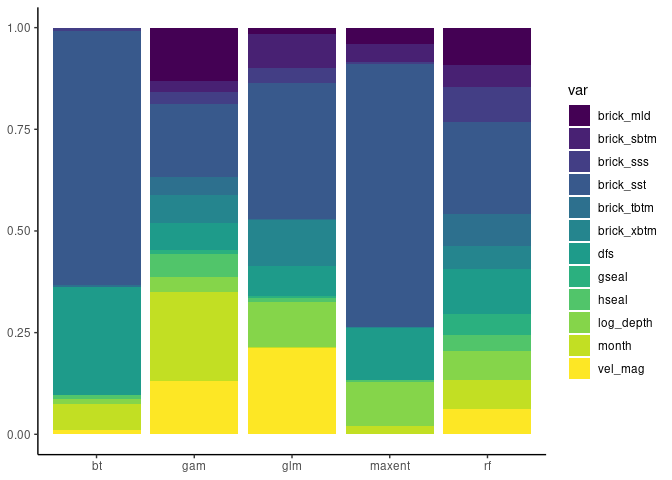 1.00
0.75
0.50
0.25
0.00
bt gam glm maxent rf
var
brick_mld
brick_sbtm
brick_sss
brick_sst
brick_tbtm
brick_xbtm
dfs
gseal
hseal
log_depth
month
vel_mag